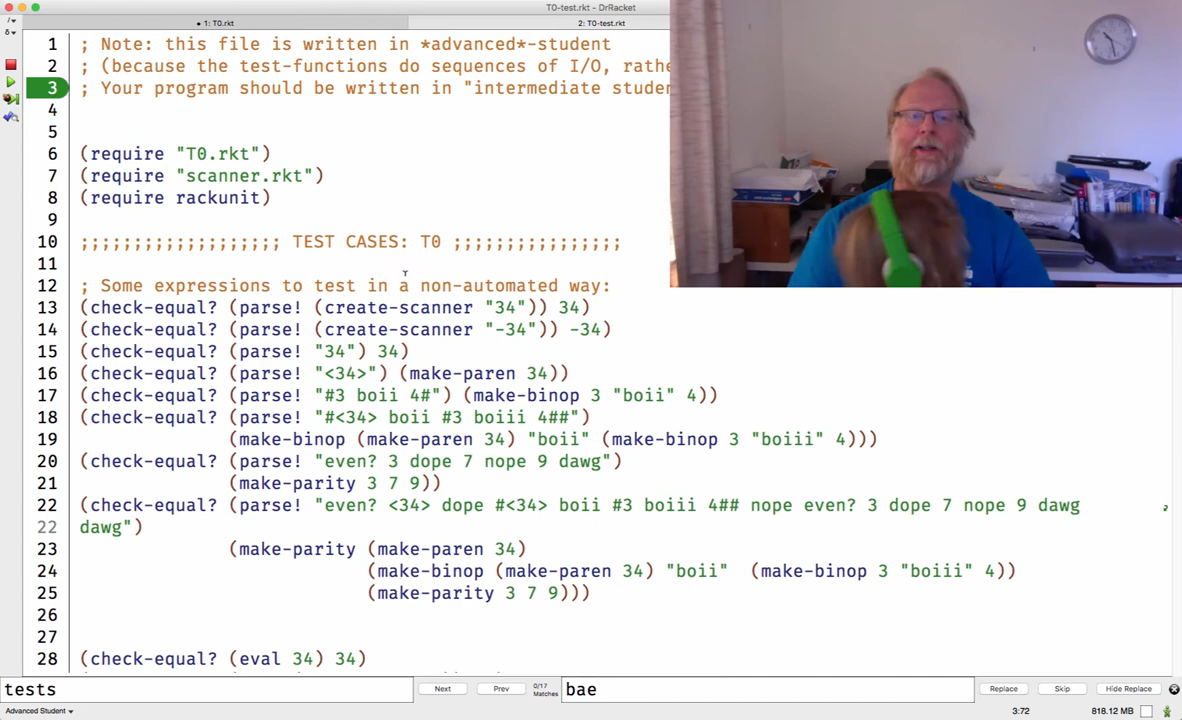 T0-test.rkt - DrRacket
1: T0.rkt
2: T0-test.rkt
1 ; Note: this file is written in *advanced*-student
2 ; (because the test-functions do sequences of I/O, rathe
3 ; Your program should be written in "intermediate studen
4
5
6 (require "T0.rkt")
7 (require "scanner.rkt")
8 (require rackunit)
9
10 ;;;;;;;;;;;;;;;;;;; TEST CASES: T0 ;;;;;;;;;;;;;;;;
11
12 ; Some expressions to test in a non-automated way:
13 (check-equal? (parse! (create-scanner "34")) 34)
14 (check-equal? (parse! (create-scanner "-34")) -34)
15 (check-equal? (parse! "34") 34)
16 (check-equal? (parse! "<34>") (make-paren 34))
17 (check-equal? (parse! "#3 boii 4#") (make-binop 3 "boii" 4))
18 (check-equal? (parse! "#<34> boii #3 boiii 4##")
19 (make-binop (make-paren 34) "boii" (make-binop 3 "boiii" 4)))
20 (check-equal? (parse! "even? 3 dope 7 nope 9 dawg")
21 (make-parity 3 7 9))
22 (check-equal? (parse! "even? <34> dope #<34> boii #3 boiii 4## nope even? 3 dope 7 nope 9 dawg
22 dawg")
23 (make-parity (make-paren 34)
24 (make-binop (make-paren 34) "boii" (make-binop 3 "boiii" 4))
25 (make-parity 3 7 9)))
26
27
28 (check-equal? (eval 34) 34)
tests Next Prev 0/17 Matches bae Replace Skip Hide Replace
Advanced Student 3:72 818.12 MB